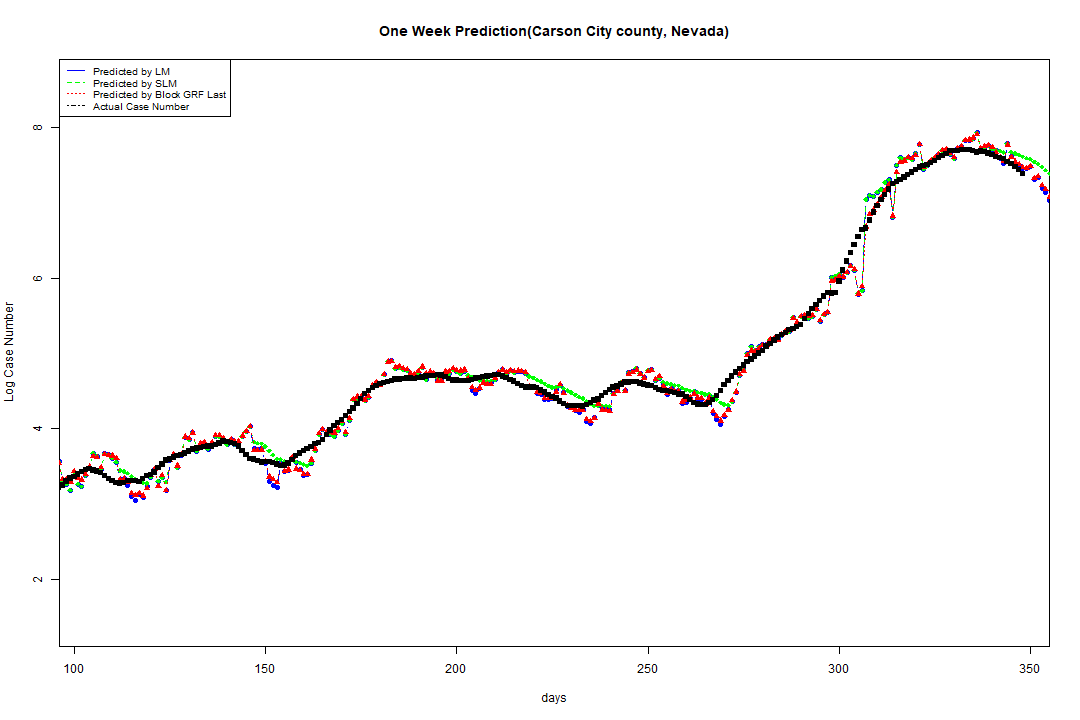 One Week Prediction(Carson City county, Nevada)
Predicted by LM
Predicted by SLM
Predicted by Block GRF Last
Actual Case Number
8
6
4
2
Log Case Number
100 150 200 250 300 350
days